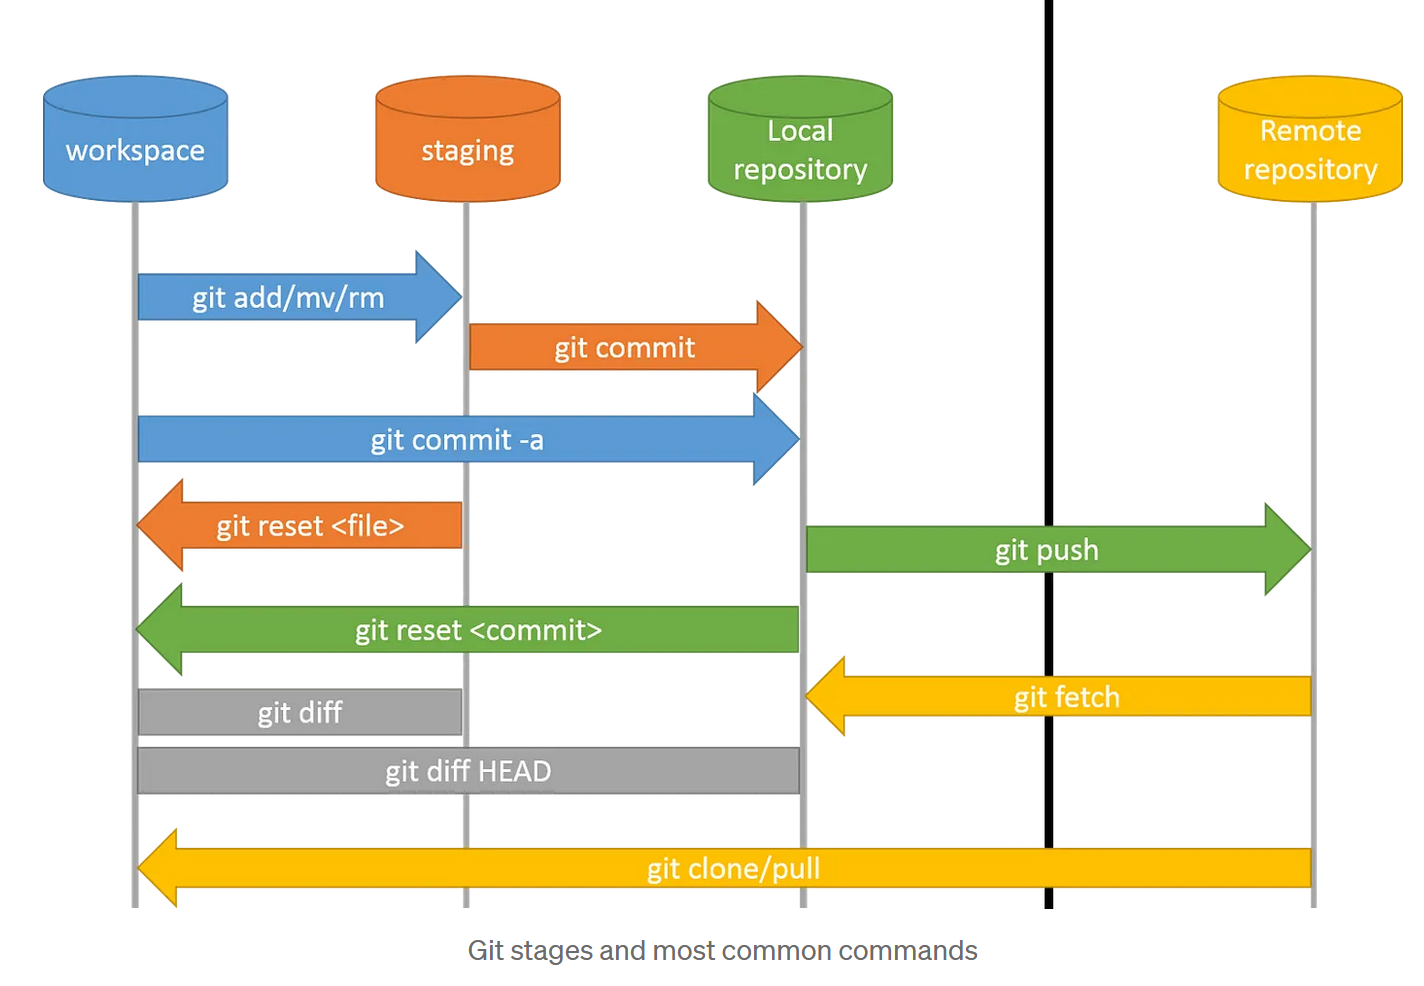 workspace
staging
Local
repository
Remote
repository
git add/mv/rm
git commit
git commit -a
git reset <file>
git push
git reset <commit>
git fetch
git diff
git diff HEAD
git clone/pull
Git stages and most common commands